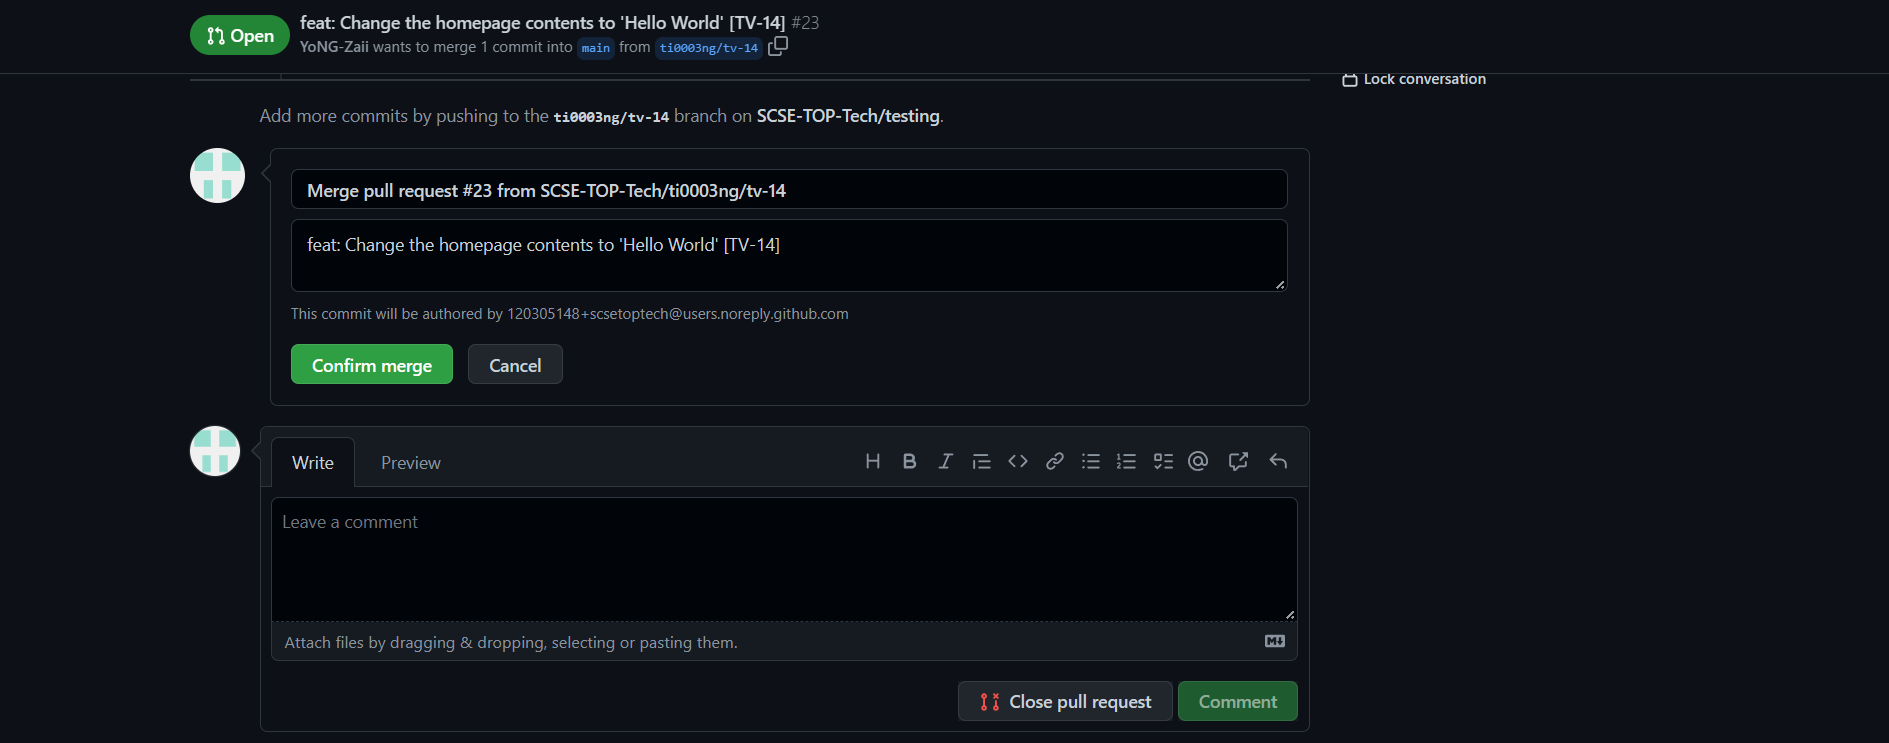 Open
feat: Change the homepage contents to 'Hello World' [TV-14] #23
YoNG-Zaii wants to merge 1 commit into main from ti0003ng/tv-14
Lock conversation
Add more commits by pushing to the ti0003ng/tv-14 branch on SCSE-TOP-Tech/testing.
Merge pull request #23 from SCSE-TOP-Tech/ti0003ng/tv-14
feat: Change the homepage contents to 'Hello World' [TV-14]
This commit will be authored by 120305148+scsetoptech@users.noreply.github.com
Confirm merge Cancel
Write Preview
Leave a comment
Attach files by dragging & dropping, selecting or pasting them.
Close pull request Comment